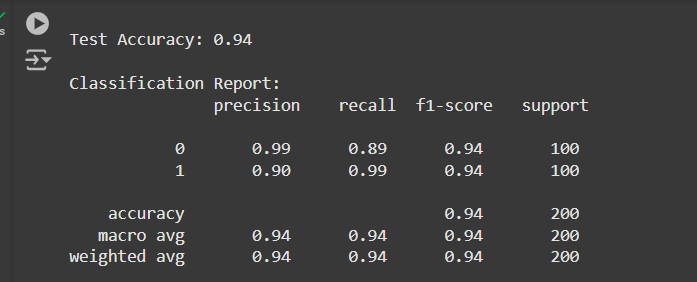 s
Test Accuracy: 0.94
Classification Report:
precision recall f1-score support
0 0.99 0.89 0.94 100
1 0.90 0.99 0.94 100
accuracy 0.94 200
macro avg 0.94 0.94 0.94 200
weighted avg 0.94 0.94 0.94 200